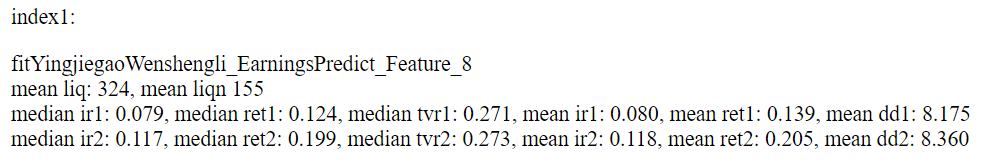 index1:
fitYingjiegaoWenshengli_EarningsPredict_Feature_8
mean liq: 324, mean liqn 155
median ir1: 0.079, median ret1: 0.124, median tvr1: 0.271, mean ir1: 0.080, mean ret1: 0.139, mean dd1: 8.175
median ir2: 0.117, median ret2: 0.199, median tvr2: 0.273, mean ir2: 0.118, mean ret2: 0.205, mean dd2: 8.360